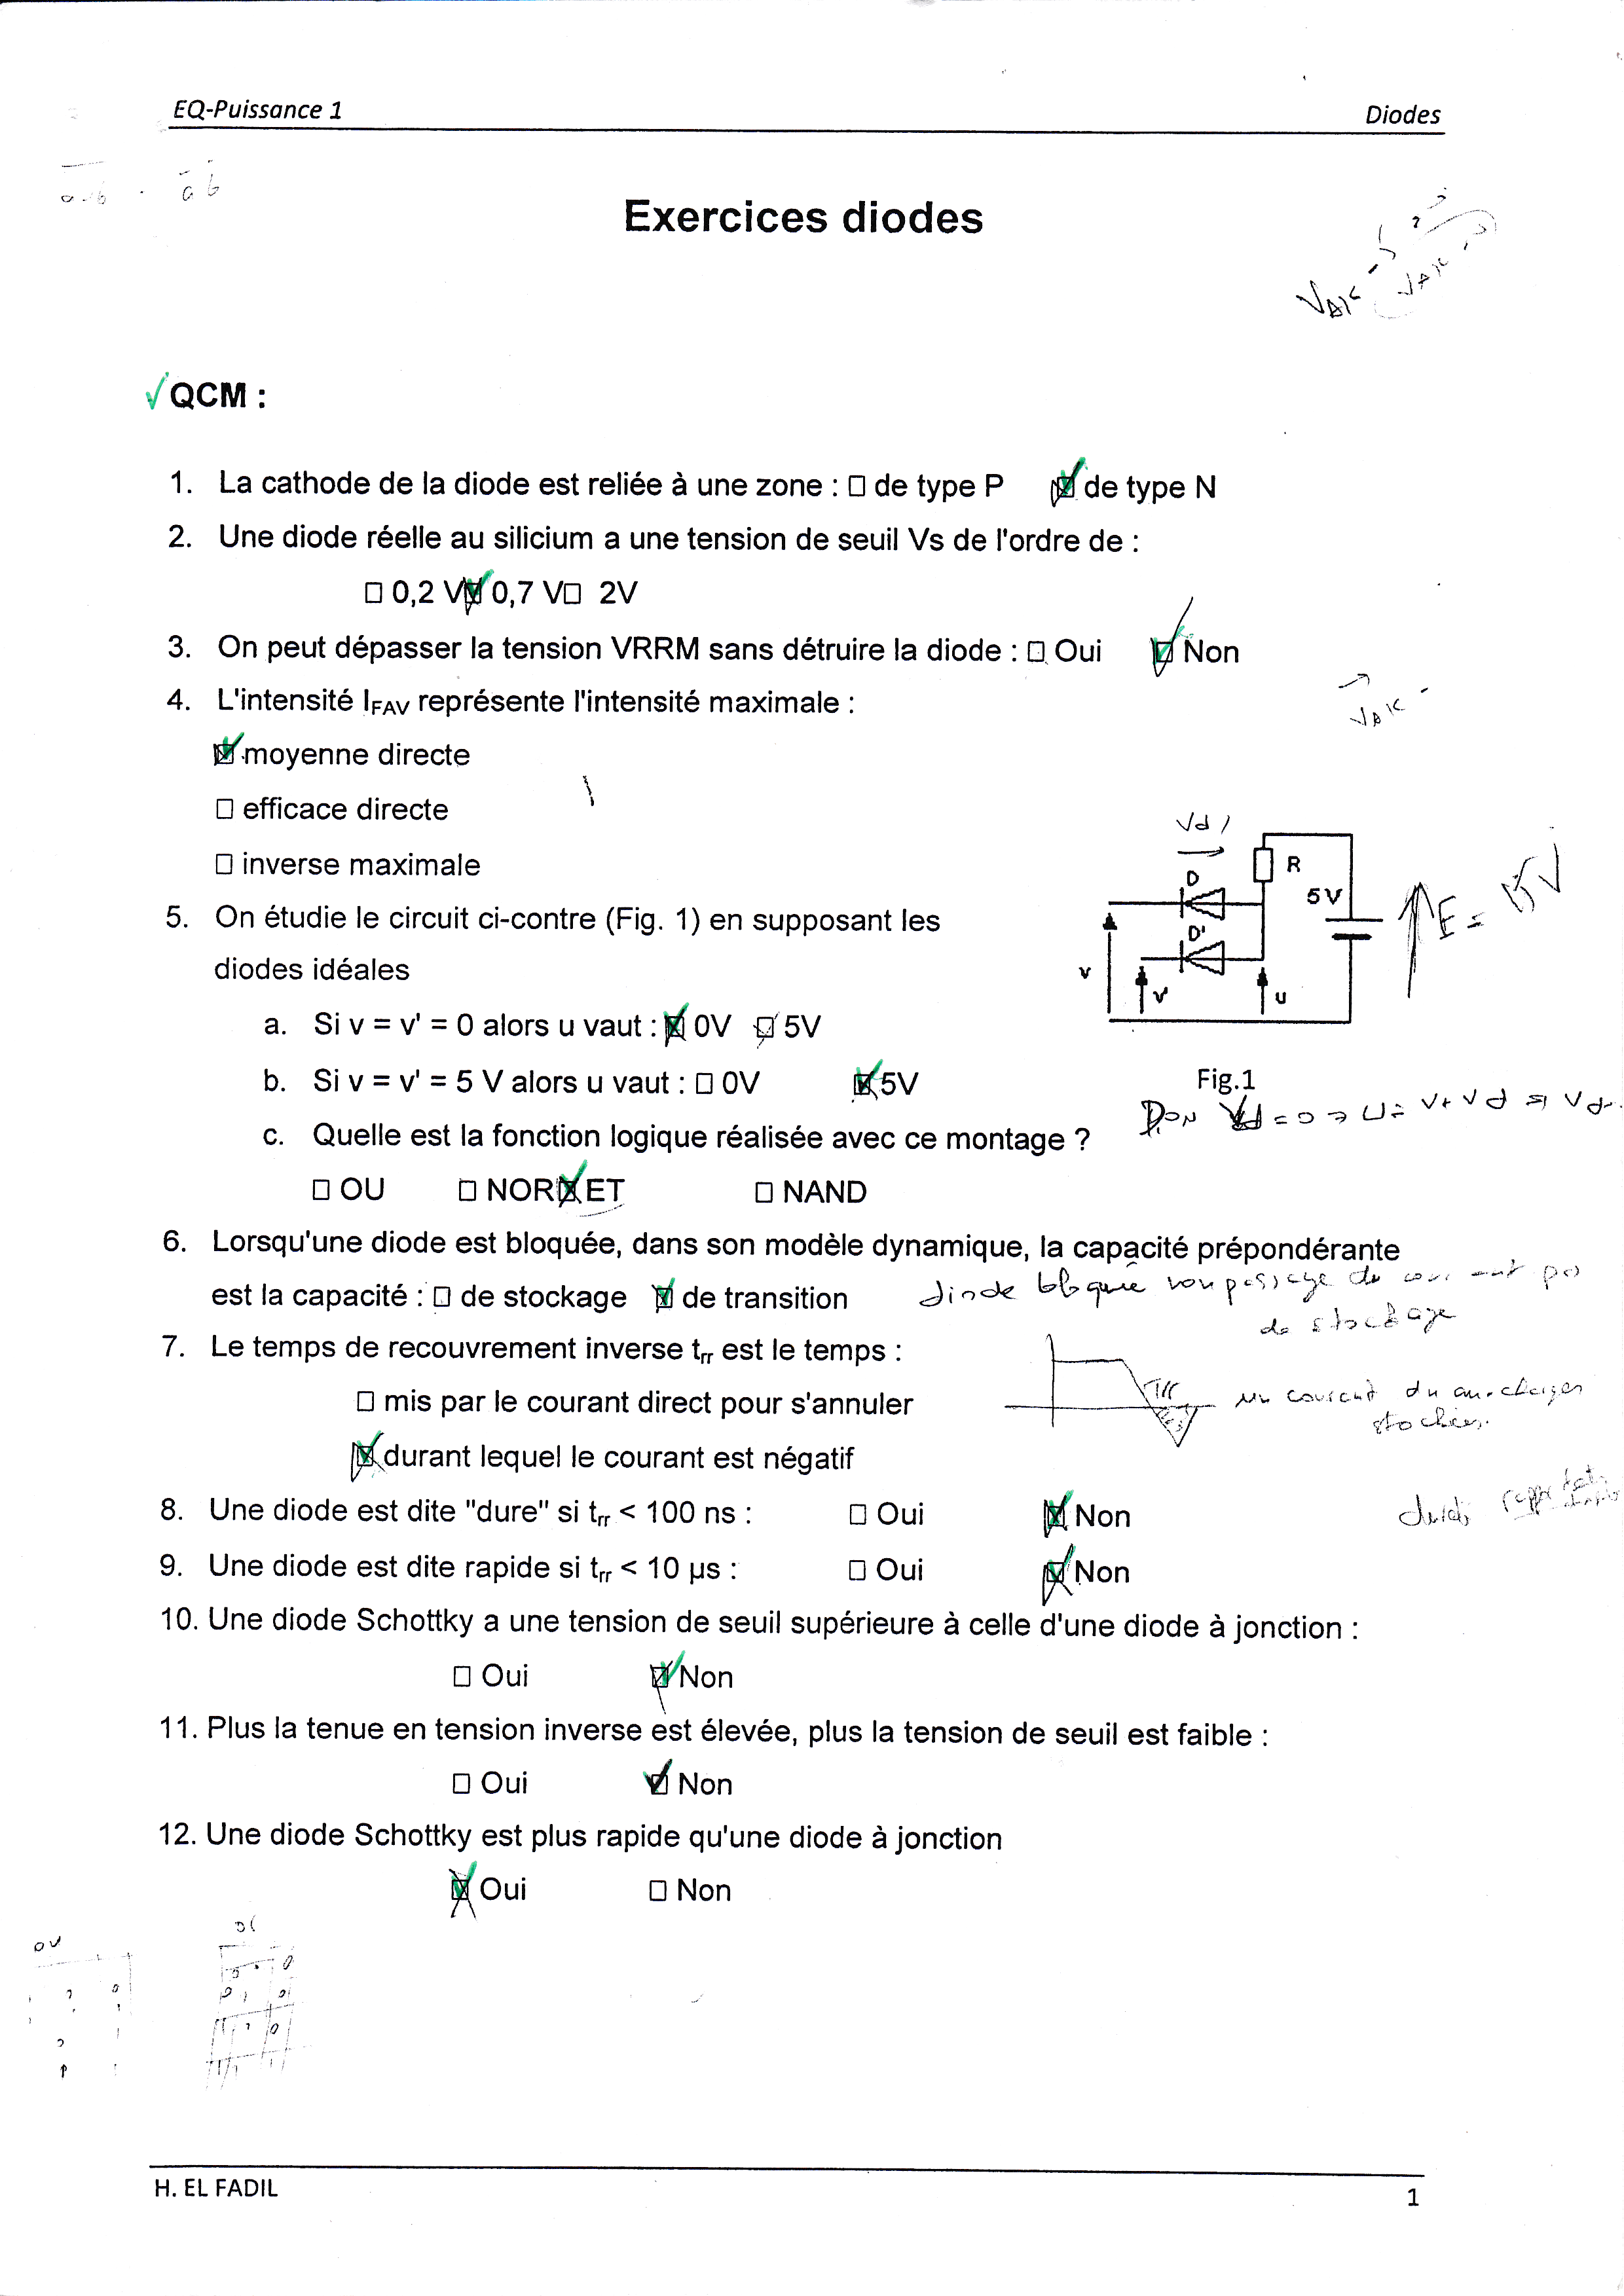 EQ-Puissance 1 Diodes
a b
Exercices diodes
VAK
QCM :
1. La cathode de la diode est reliée à une zone : □ de type P ☑ de type N
2. Une diode réelle au silicium a une tension de seuil Vs de l'ordre de :
□ 0,2 V ☑ 0,7 V □ 2V
3. On peut dépasser la tension VRRM sans détruire la diode : □ Oui ☑ Non
4. L'intensité IFAV représente l'intensité maximale :
VAK
☑ moyenne directe
□ efficace directe
□ inverse maximale
Vd
D
R
5V
E = 
D'
v
v'
u
5. On étudie le circuit ci-contre (Fig. 1) en supposant les
diodes idéales
a. Si v = v' = 0 alors u vaut : ☑ 0V □ 5V
b. Si v = v' = 5 V alors u vaut : □ 0V ☑ 5V
Fig.1
c. Quelle est la fonction logique réalisée avec ce montage ?
Don Vd = 0 → U = V + Vd
□ OU □ NOR ☑ ET □ NAND
6. Lorsqu'une diode est bloquée, dans son modèle dynamique, la capacité prépondérante
est la capacité : □ de stockage ☑ de transition
diode bloquée non passage de courant pas
de stockage
7. Le temps de recouvrement inverse trr est le temps :
□ mis par le courant direct pour s'annuler
Trr
un courant du aux charges
stockées.
☑ durant lequel le courant est négatif
8. Une diode est dite "dure" si trr < 100 ns : □ Oui ☑ Non
9. Une diode est dite rapide si trr < 10 µs : □ Oui ☑ Non
10. Une diode Schottky a une tension de seuil supérieure à celle d'une diode à jonction :
□ Oui ☑ Non
11. Plus la tenue en tension inverse est élevée, plus la tension de seuil est faible :
□ Oui ☑ Non
12. Une diode Schottky est plus rapide qu'une diode à jonction
☑ Oui □ Non
H. EL FADIL 1